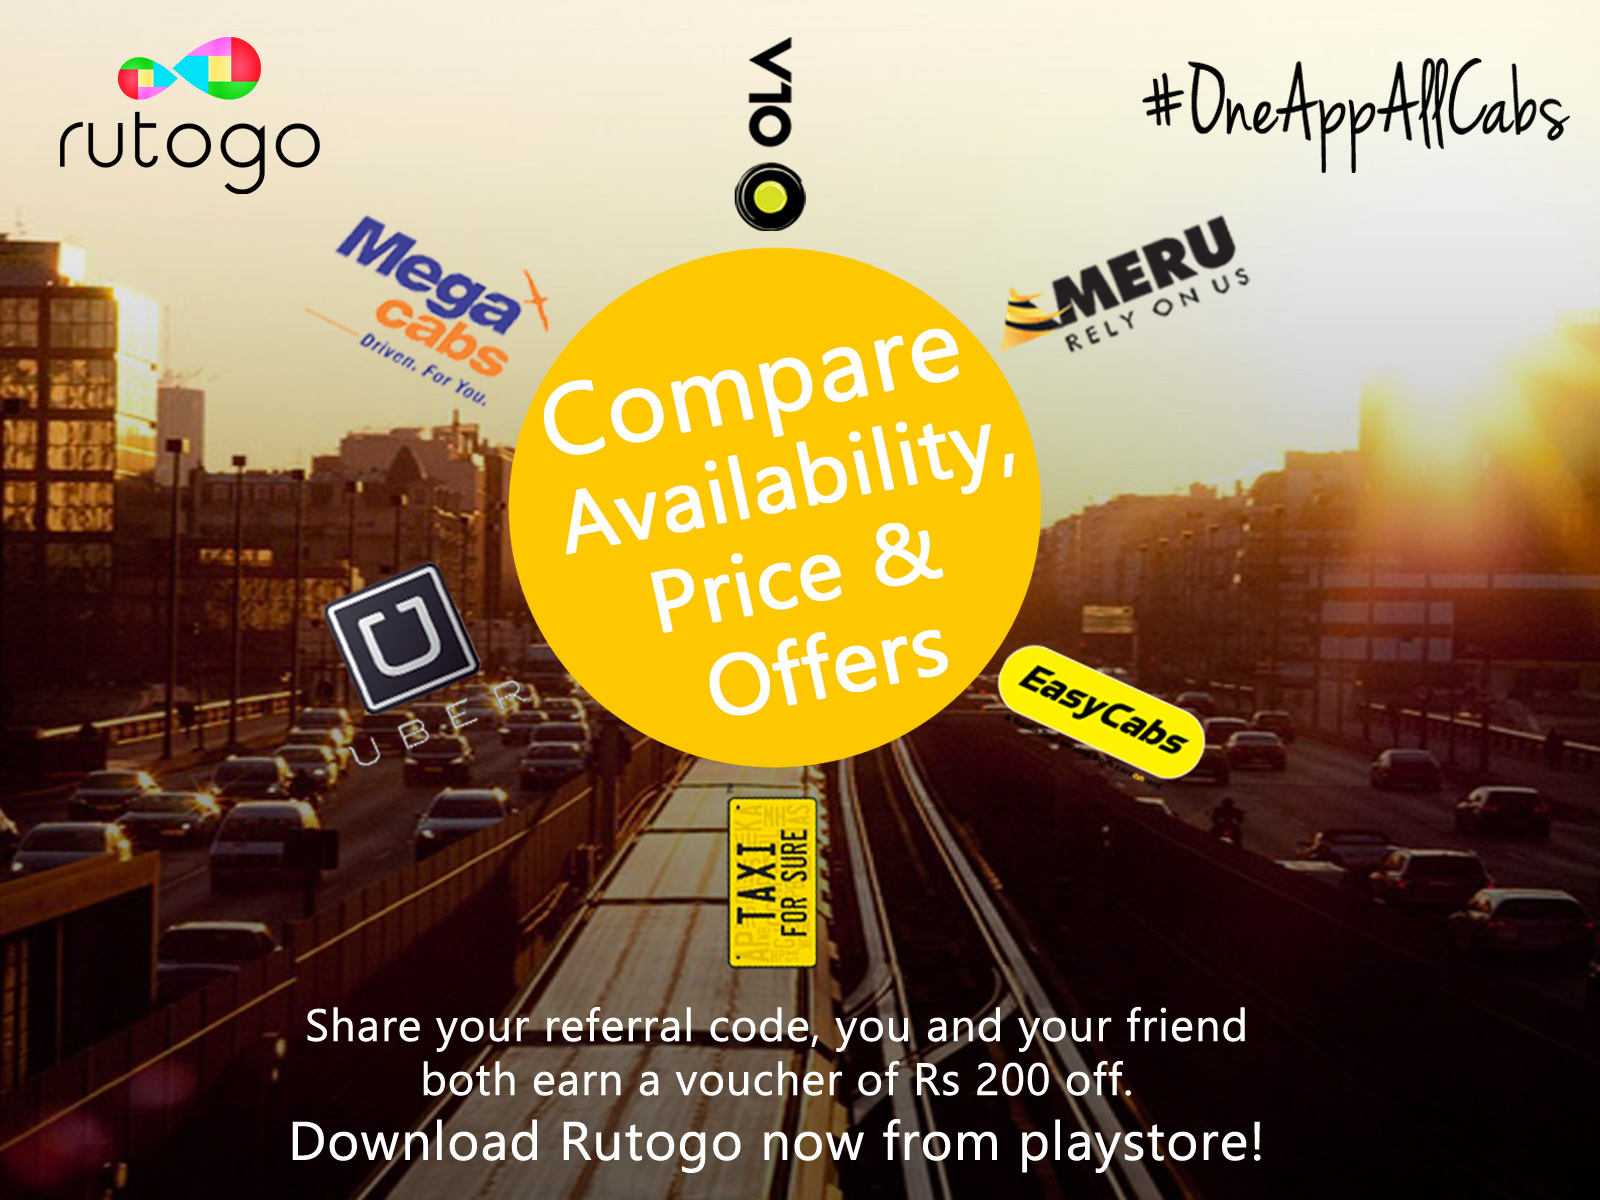 rutogo
OLA
#OneAppAllCabs
Mega
cabs
Driven. For You.
MERU
RELY ON US
Compare
Availability,
Price &
Offers
UBER
EasyCabs
TAXI
FOR SURE
Share your referral code, you and your friend
both earn a voucher of Rs 200 off.
Download Rutogo now from playstore!